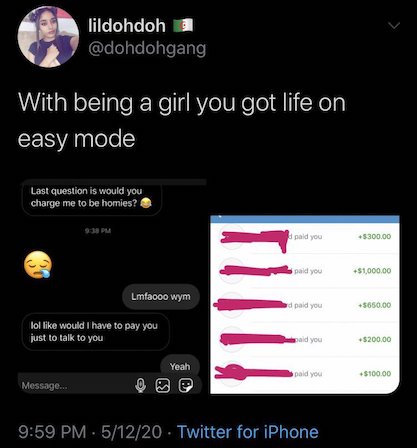 lildohdoh 🇩🇿
@dohdohgang
With being a girl you got life on
easy mode
Last question is would you
charge me to be homies? 😂
9:38 PM
😪
Lmfaooo wym
lol like would I have to pay you
just to talk to you
Yeah
Message...
paid you +$300.00
paid you +$1,000.00
paid you +$650.00
paid you +$200.00
paid you +$100.00
9:59 PM · 5/12/20 · Twitter for iPhone